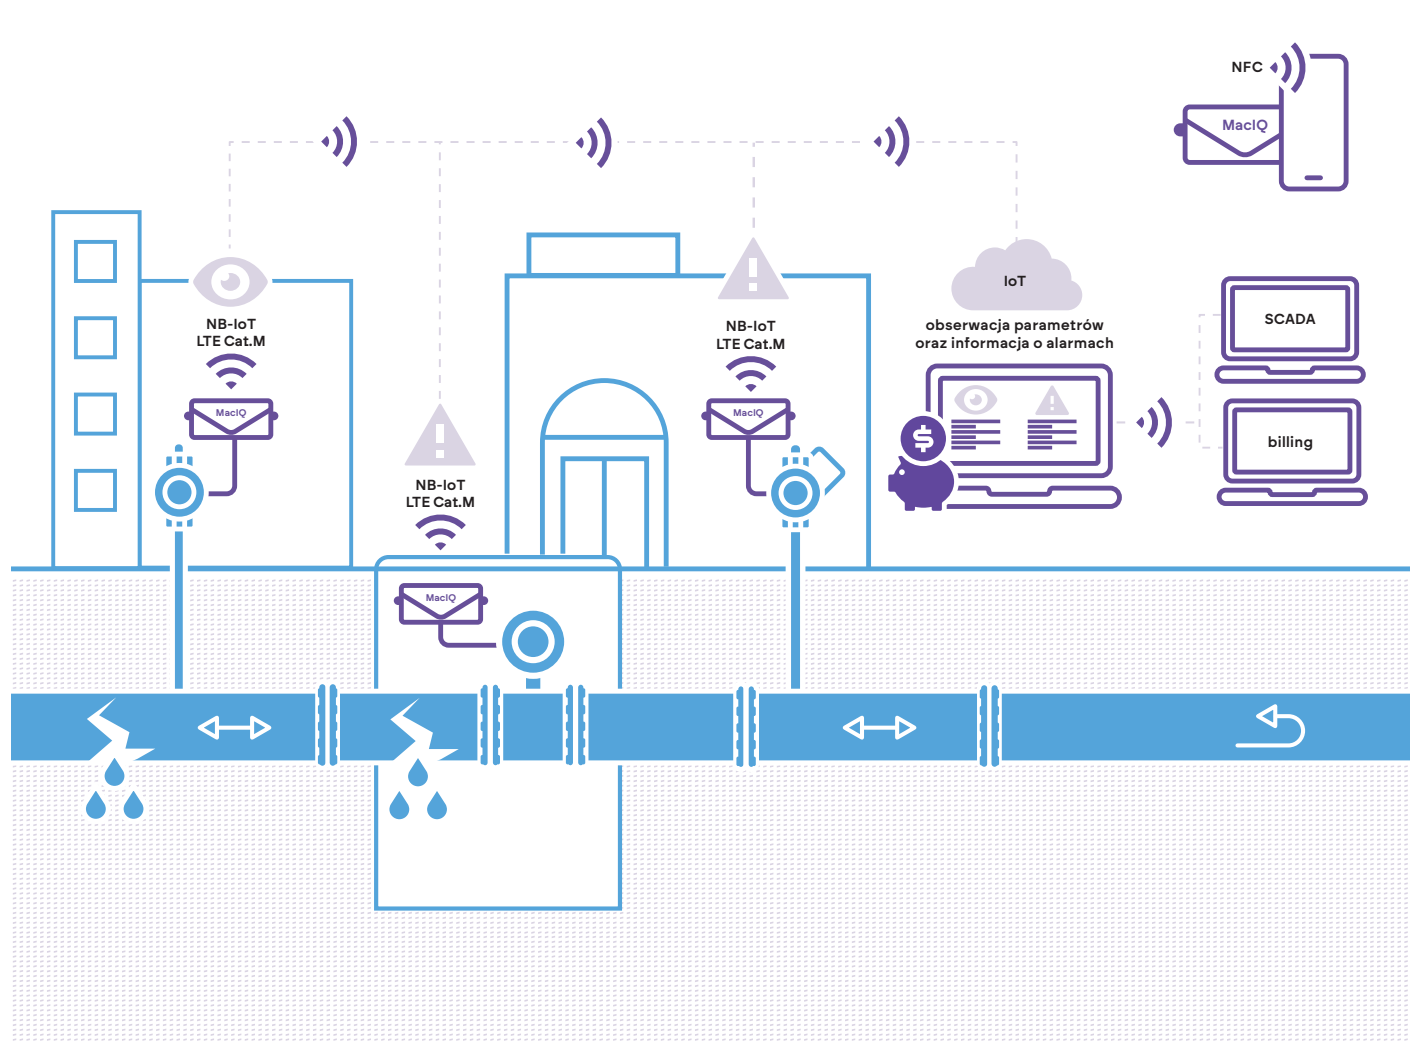 NFC
MacIQ
IoT
obserwacja parametrów
oraz informacja o alarmach
SCADA
billing
NB-IoT
LTE Cat.M
MacIQ
NB-IoT
LTE Cat.M
MacIQ
NB-IoT
LTE Cat.M
MacIQ
$